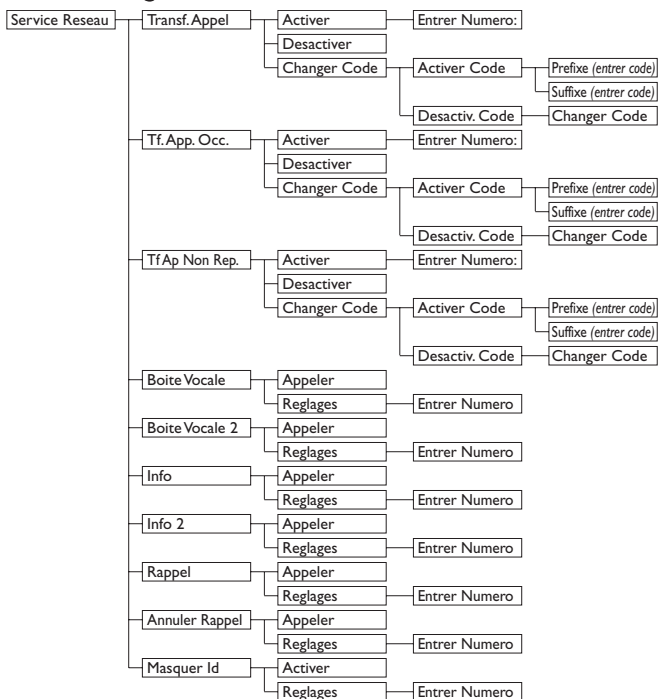 Service Reseau Transf. Appel Activer Entrer Numero:
Desactiver
Changer Code Activer Code Prefixe (entrer code)
Suffixe (entrer code)
Desactiv. Code Changer Code
Tf. App. Occ. Activer Entrer Numero:
Desactiver
Changer Code Activer Code Prefixe (entrer code)
Suffixe (entrer code)
Desactiv. Code Changer Code
Tf Ap Non Rep. Activer Entrer Numero:
Desactiver
Changer Code Activer Code Prefixe (entrer code)
Suffixe (entrer code)
Desactiv. Code Changer Code
Boite Vocale Appeler
Reglages Entrer Numero
Boite Vocale 2 Appeler
Reglages Entrer Numero
Info Appeler
Reglages Entrer Numero
Info 2 Appeler
Reglages Entrer Numero
Rappel Appeler
Reglages Entrer Numero
Annuler Rappel Appeler
Reglages Entrer Numero
Masquer Id Activer
Reglages Entrer Numero